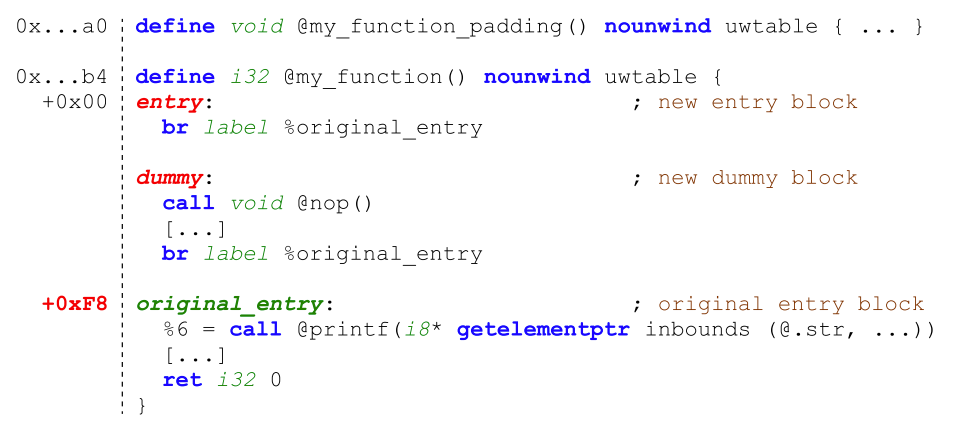 0x...a0 define void @my_function_padding() nounwind uwtable { ... }
0x...b4 define i32 @my_function() nounwind uwtable {
+0x00 entry: ; new entry block
br label %original_entry
dummy: ; new dummy block
call void @nop()
[...]
br label %original_entry
+0xF8 original_entry: ; original entry block
%6 = call @printf(i8* getelementptr inbounds (@.str, ...))
[...]
ret i32 0
}